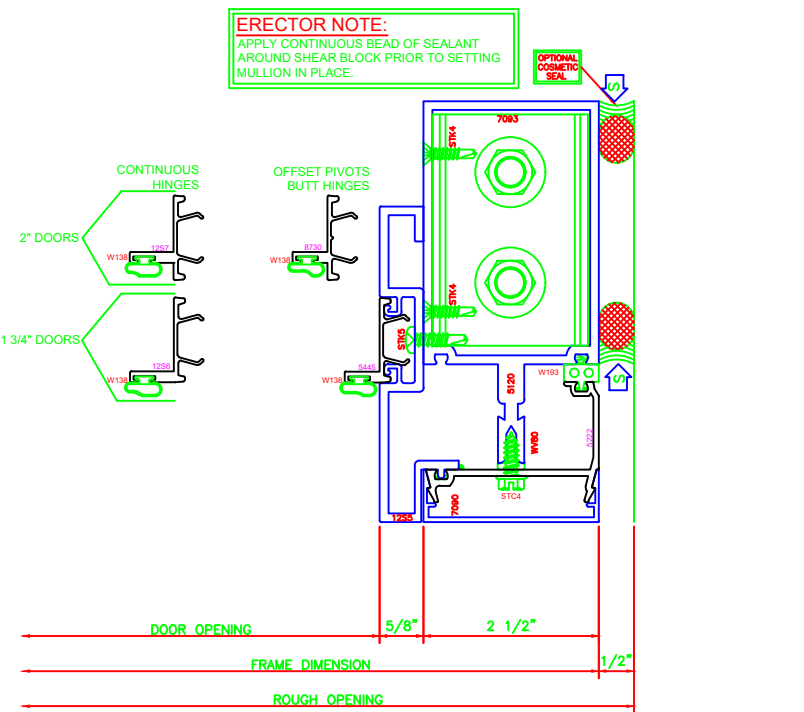 ERECTOR NOTE:
APPLY CONTINUOUS BEAD OF SEALANT
AROUND SHEAR BLOCK PRIOR TO SETTING
MULLION IN PLACE.
OPTIONAL
COSMETIC
SEAL
S
7093
STK4
CONTINUOUS
HINGES
OFFSET PIVOTS
BUTT HINGES
2" DOORS
12S7
W138
8730
W138
STK4
1 3/4" DOORS
STK5
12S6
W138
5445
W138
5120
W193
S
5222
WV60
STC4
7090
12S5
DOOR OPENING
5/8"
2 1/2"
FRAME DIMENSION
1/2"
ROUGH OPENING